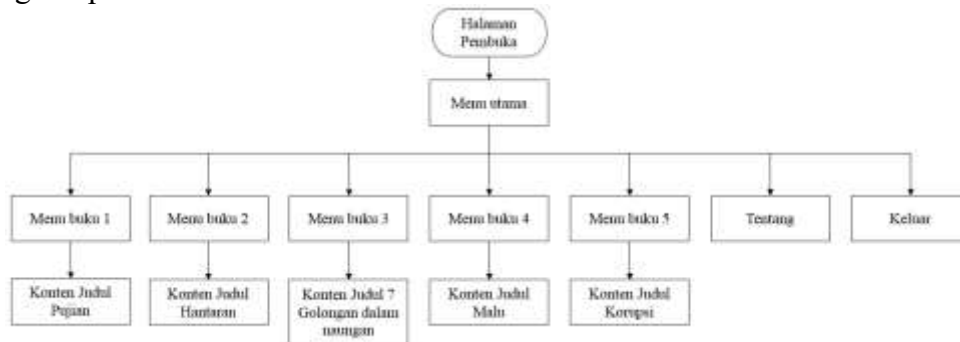 Halaman
Pembuka
Menu utama
Menu buku 1
Menu buku 2
Menu buku 3
Menu buku 4
Menu buku 5
Tentang
Keluar
Konten Judul
Pujian
Konten Judul
Hantaran
Konten Judul 7
Golongan dalam
naungan
Konten Judul
Malu
Konten Judul
Korupsi